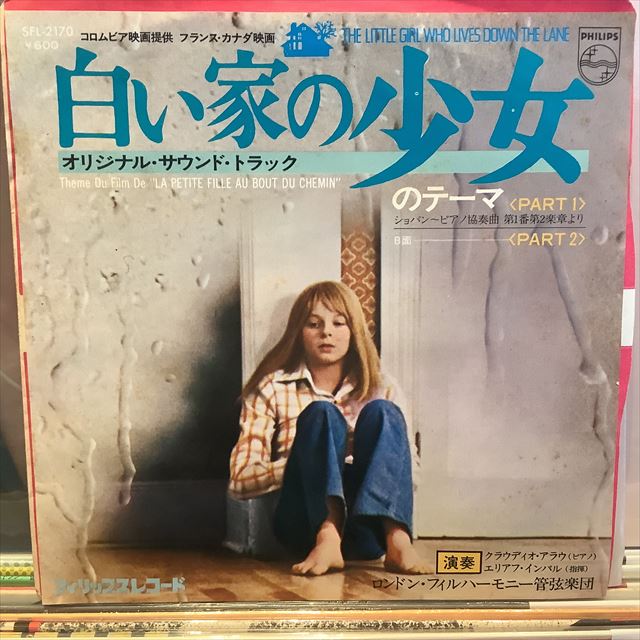 SFL-2170
¥600
コロムビア映画提供 フランス・カナダ映画
THE LITTLE GIRL WHO LIVES DOWN THE LANE
PHILIPS
白い家の少女
オリジナル・サウンド・トラック
Theme Du Film De "LA PETITE FILLE AU BOUT DU CHEMIN"
のテーマ 〈PART 1〉
ショパン〜ピアノ協奏曲 第1番第2楽章より
B面 〈PART 2〉
演奏 クラウディオ・アラウ(ピアノ)
エリアフ・インバル(指揮)
ロンドン・フィルハーモニー管弦楽団
フィリップスレコード